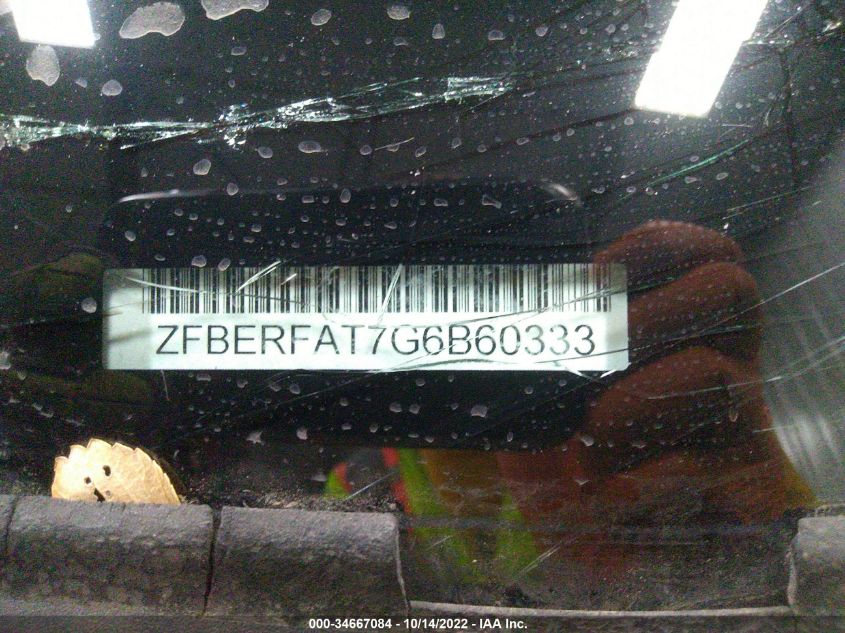 ZFBERFAT7G6B60333
000-34667084 - 10/14/2022 - IAA Inc.